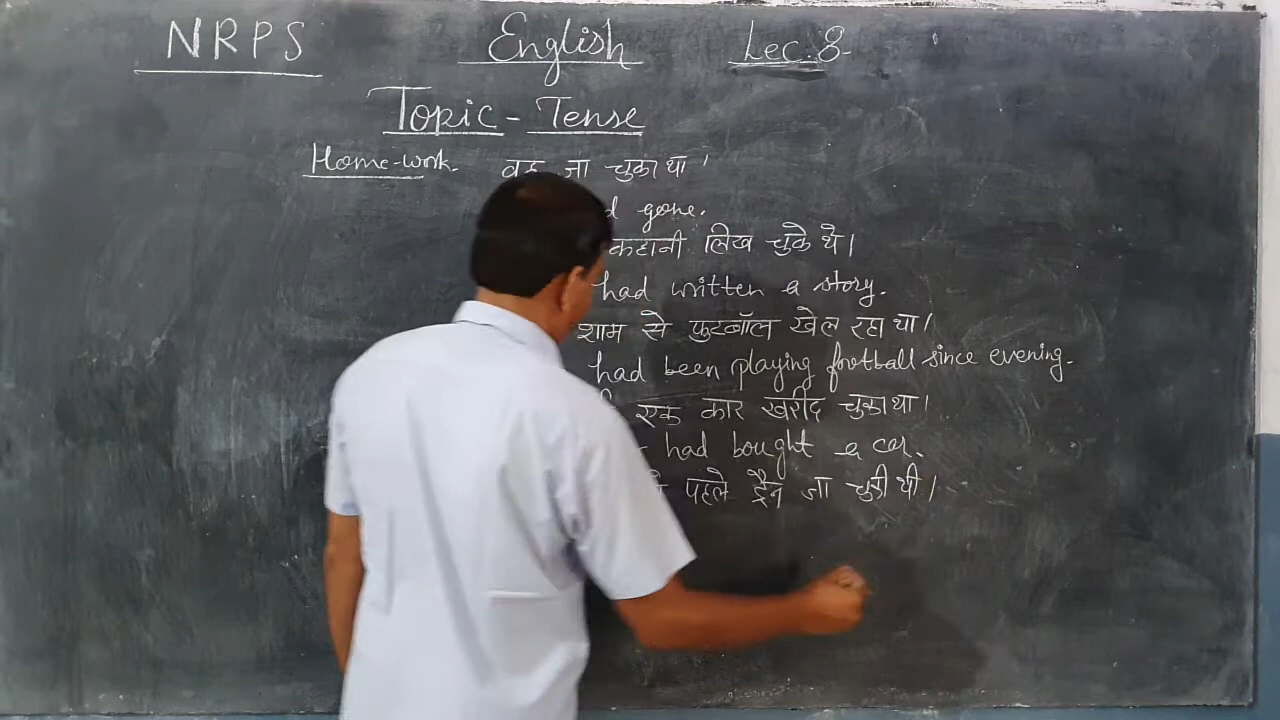 NRPS English Lec. 8
Topic - Tense
Home-work. वह जा चुका था ।
gone.
कहानी लिख चुके थे ।
had written a story.
शाम से फुटबॉल खेल रहा था ।
had been playing football since evening.
एक कार खरीद चुका था ।
had bought a car.
पहले ट्रैन जा चुकी थी ।